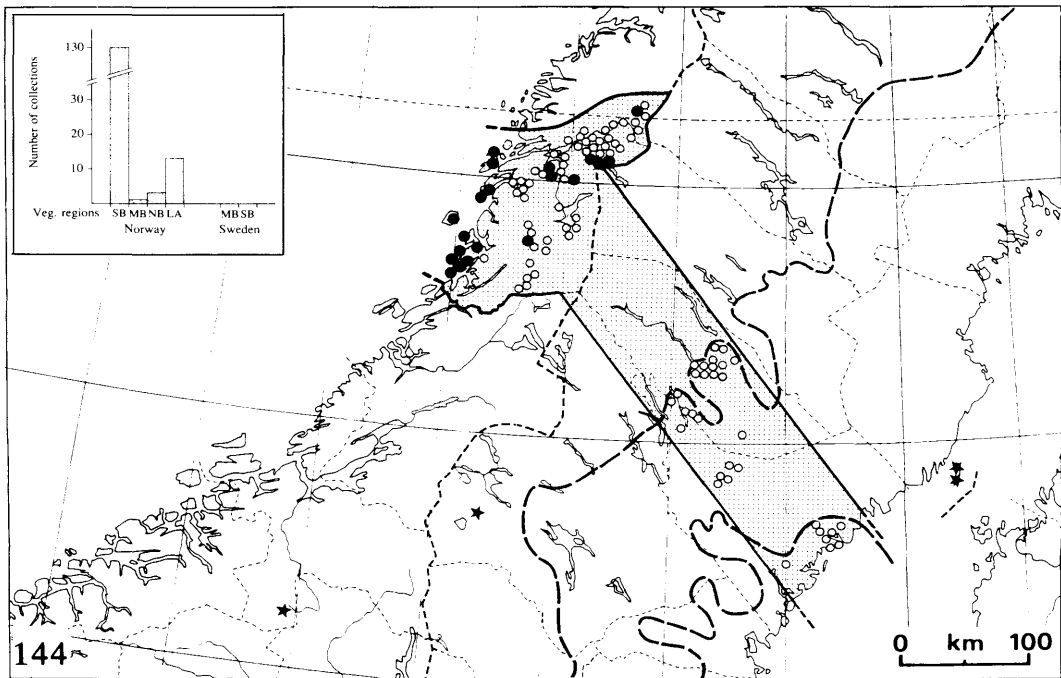 Number of collections
130
30
20
10
Veg. regions SB MB NB LA MB SB
Norway Sweden
144
0 km 100